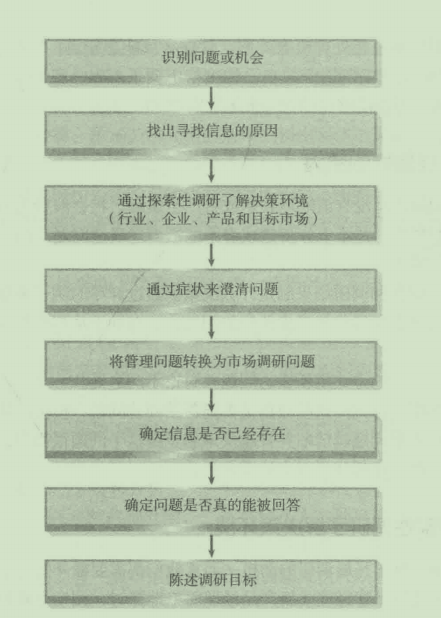 识别问题或机会
找出寻找信息的原因
通过探索性调研了解决策环境
（行业、企业、产品和目标市场）
通过症状来澄清问题
将管理问题转换为市场调研问题
确定信息是否已经存在
确定问题是否真的能被回答
陈述调研目标